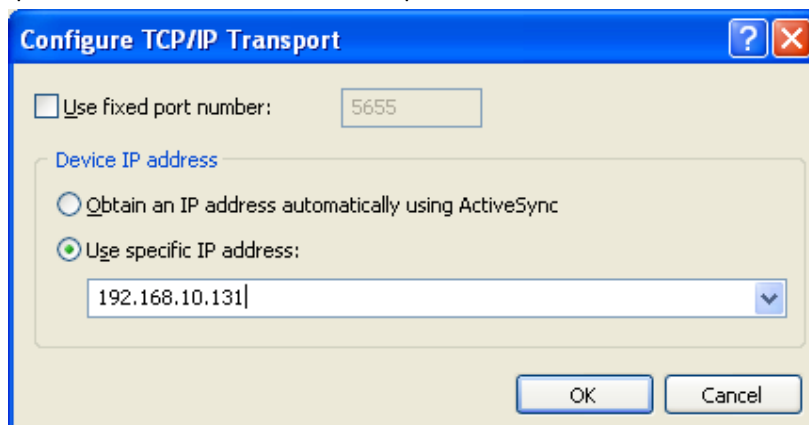 Configure TCP/IP Transport
Use fixed port number: 5655
Device IP address
Obtain an IP address automatically using ActiveSync
Use specific IP address:
192.168.10.131
OK Cancel